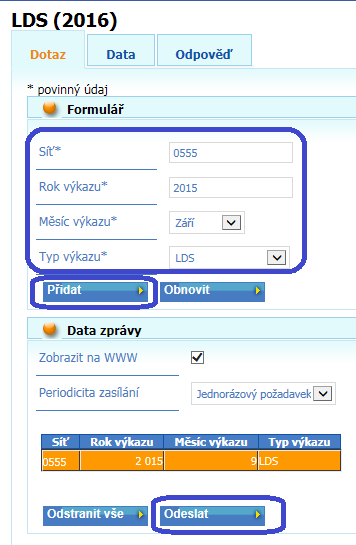 LDS (2016)
Dotaz Data Odpověď
* povinný údaj
Formulář
Síť* 0555
Rok výkazu* 2015
Měsíc výkazu* Září
Typ výkazu* LDS
Přidat Obnovit
Data zprávy
Zobrazit na WWW
Periodicita zasílání Jednorázový požadavek
Síť Rok výkazu Měsíc výkazu Typ výkazu
0555 2 015 9 LDS
Odstranit vše Odeslat